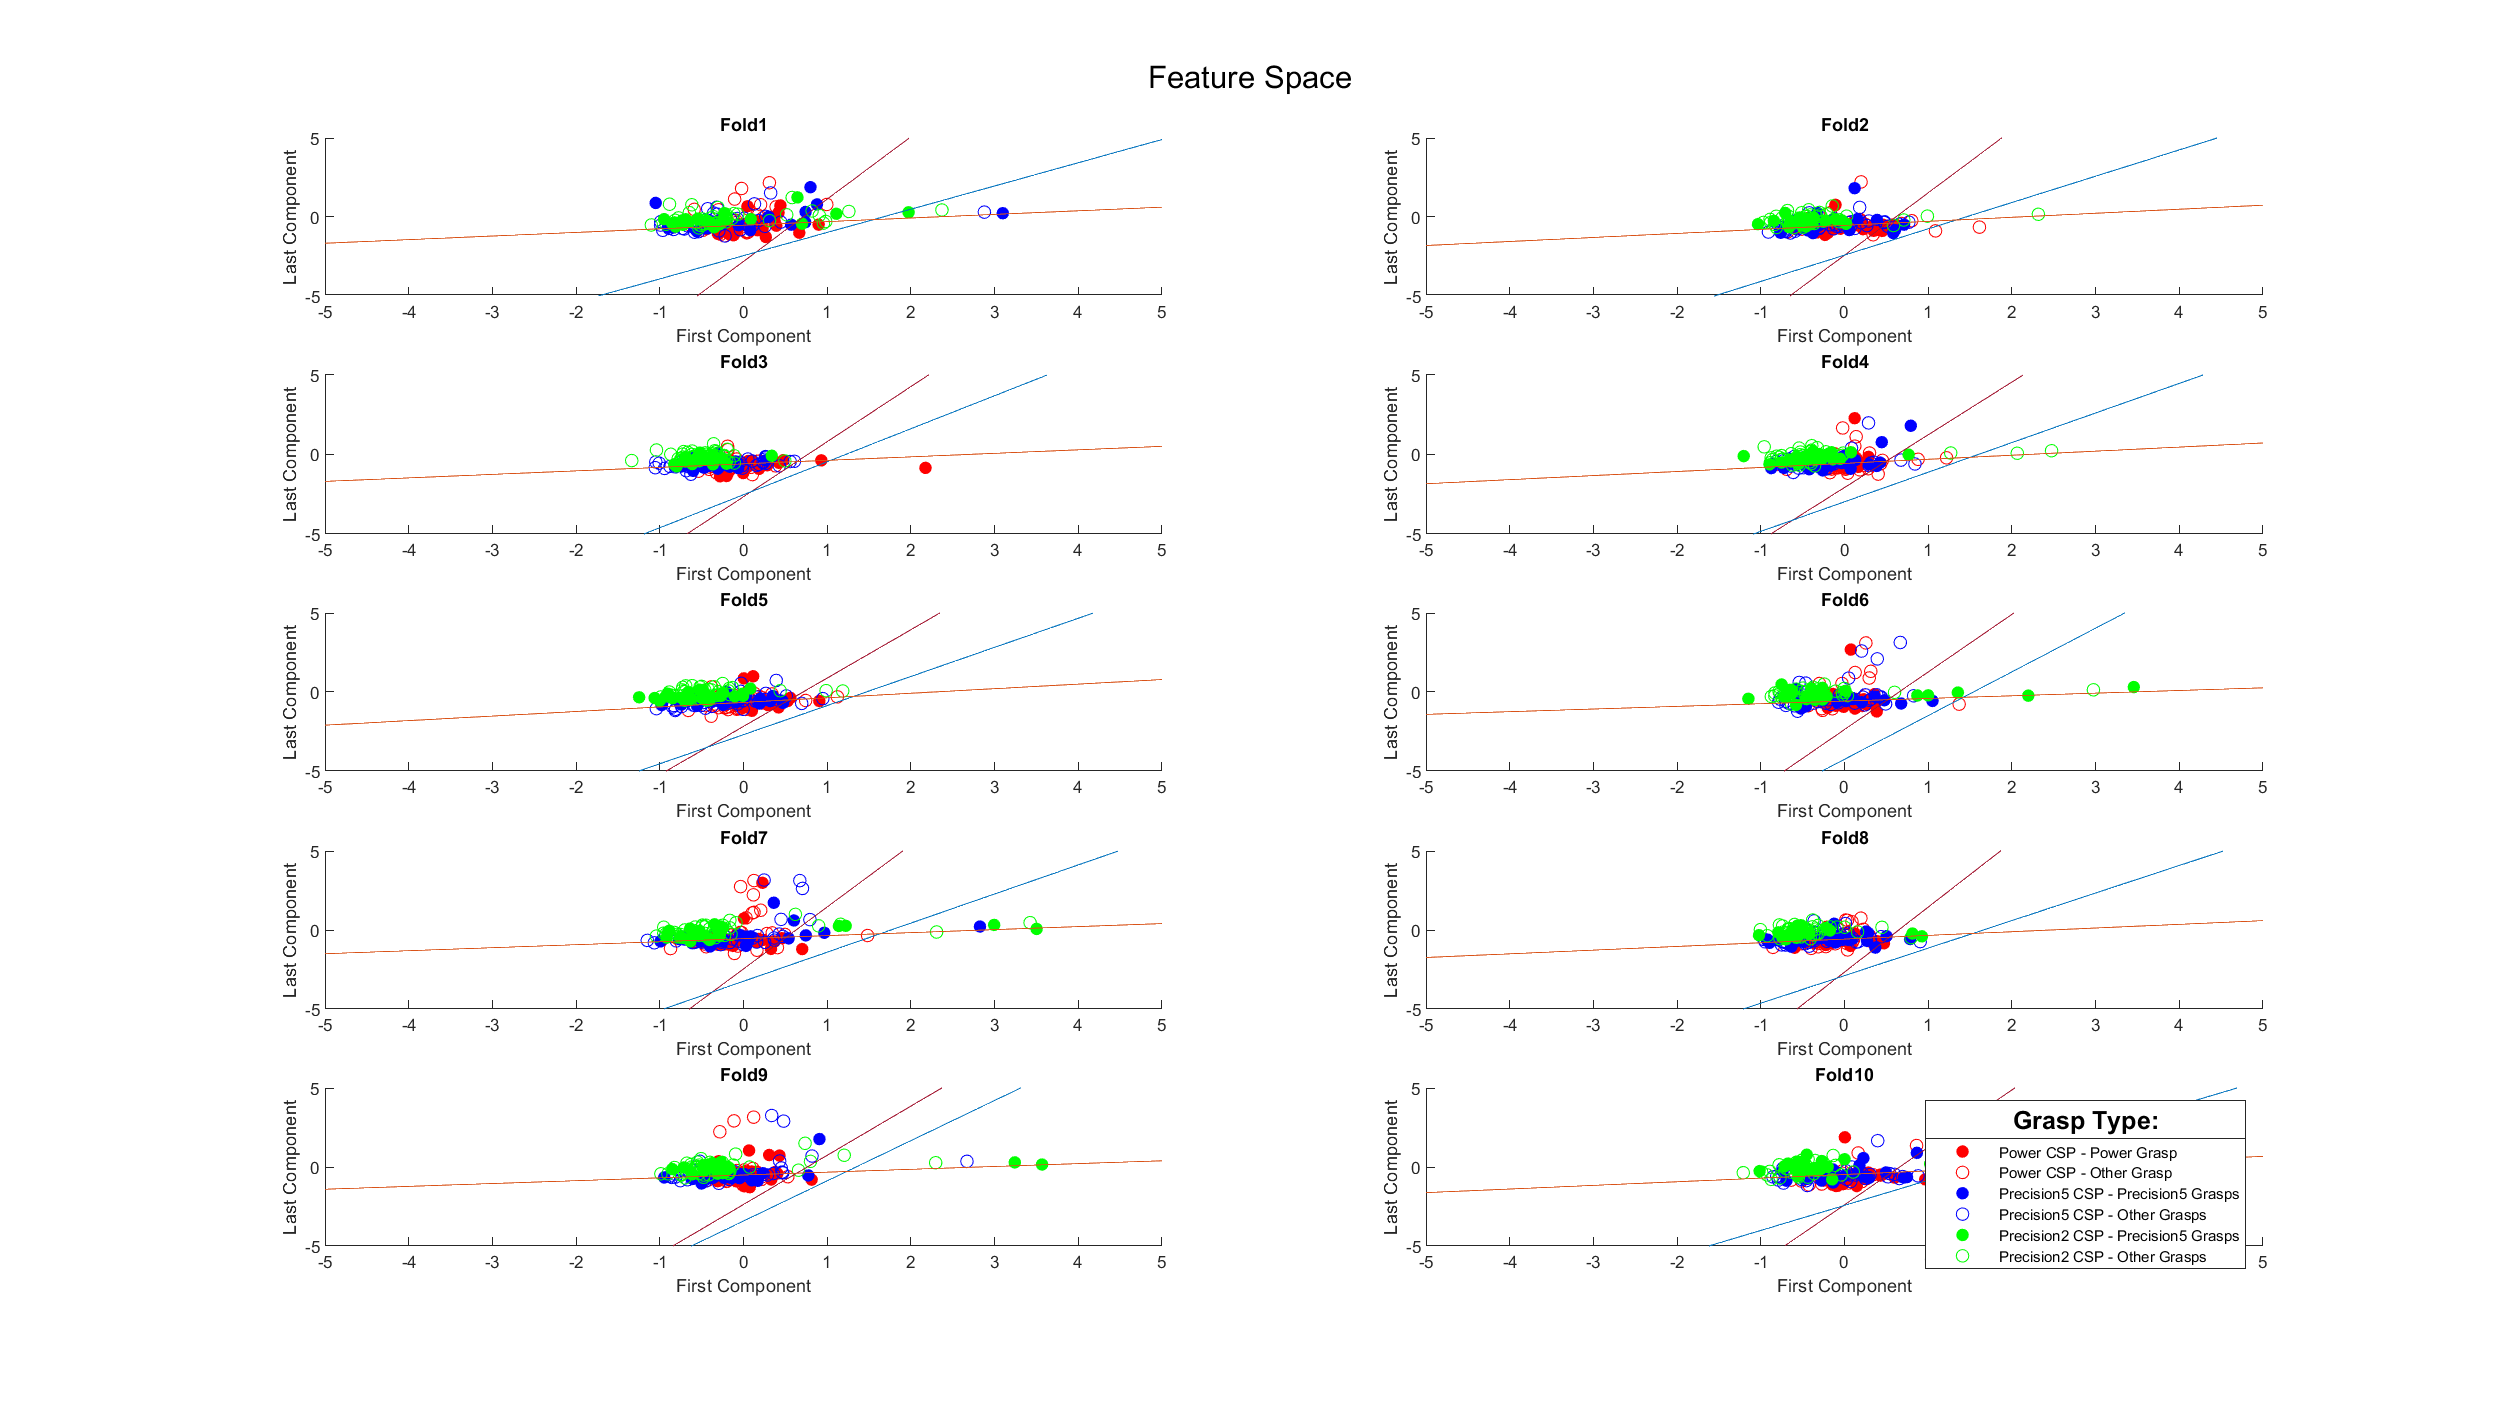 Feature Space
Fold1
5
0
-5
Last Component
-5 -4 -3 -2 -1 0 1 2 3 4 5
First Component
Fold2
5
0
-5
Last Component
-5 -4 -3 -2 -1 0 1 2 3 4 5
First Component
Fold3
5
0
-5
Last Component
-5 -4 -3 -2 -1 0 1 2 3 4 5
First Component
Fold4
5
0
-5
Last Component
-5 -4 -3 -2 -1 0 1 2 3 4 5
First Component
Fold5
5
0
-5
Last Component
-5 -4 -3 -2 -1 0 1 2 3 4 5
First Component
Fold6
5
0
-5
Last Component
-5 -4 -3 -2 -1 0 1 2 3 4 5
First Component
Fold7
5
0
-5
Last Component
-5 -4 -3 -2 -1 0 1 2 3 4 5
First Component
Fold8
5
0
-5
Last Component
-5 -4 -3 -2 -1 0 1 2 3 4 5
First Component
Fold9
5
0
-5
Last Component
-5 -4 -3 -2 -1 0 1 2 3 4 5
First Component
Fold10
5
0
-5
Last Component
-5 -4 -3 -2 -1 0 5
First Component
Grasp Type:
Power CSP - Power Grasp
Power CSP - Other Grasp
Precision5 CSP - Precision5 Grasps
Precision5 CSP - Other Grasps
Precision2 CSP - Precision5 Grasps
Precision2 CSP - Other Grasps